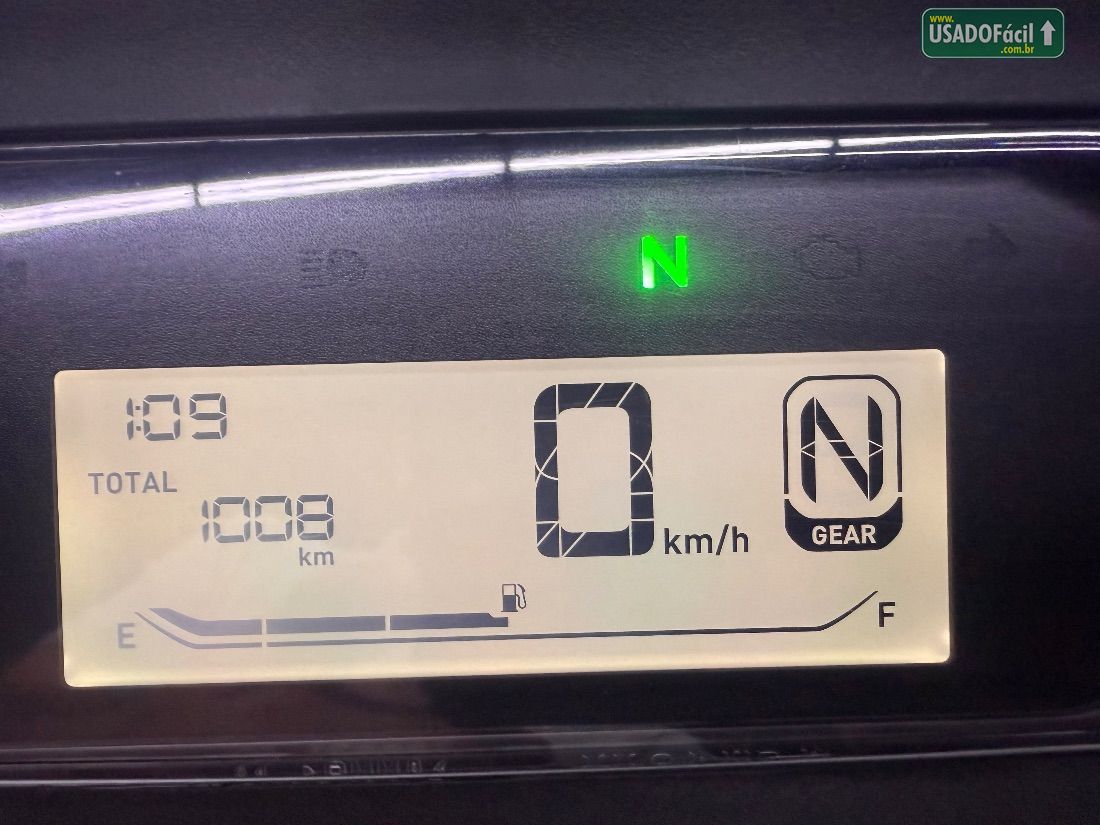 www.
USADOFácil
.com.br
N
1:09
TOTAL
1008
km
0 km/h
N
GEAR
E
F